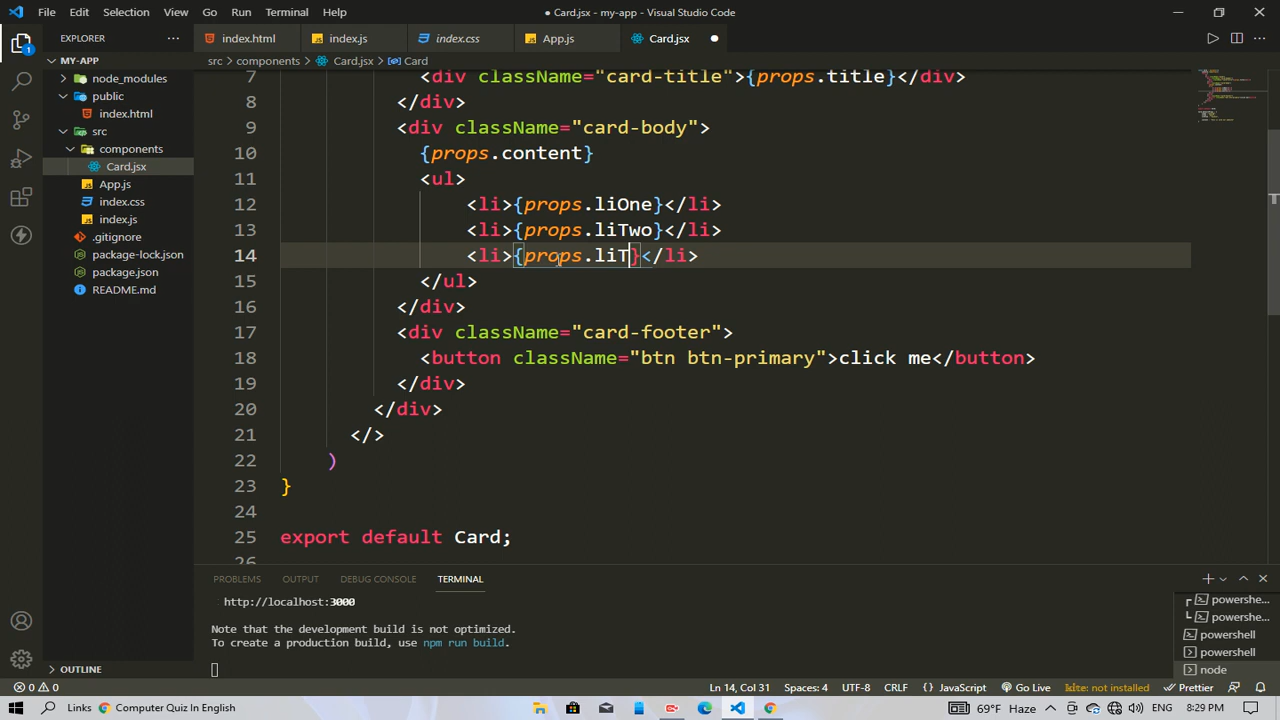 File Edit Selection View Go Run Terminal Help
● Card.jsx - my-app - Visual Studio Code
EXPLORER
index.html
index.js
index.css
App.js
Card.jsx
MY-APP
src > components > Card.jsx > Card
node_modules
public
index.html
src
components
Card.jsx
App.js
index.css
index.js
.gitignore
package-lock.json
package.json
README.md
7 <div className="card-title">{props.title}</div>
8 </div>
9 <div className="card-body">
10 {props.content}
11 <ul>
12 <li>{props.liOne}</li>
13 <li>{props.liTwo}</li>
14 <li>{props.liT}</li>
15 </ul>
16 </div>
17 <div className="card-footer">
18 <button className="btn btn-primary">click me</button>
19 </div>
20 </div>
21 </>
22 )
23 }
24
25 export default Card;
26
PROBLEMS OUTPUT DEBUG CONSOLE TERMINAL
http://localhost:3000
Note that the development build is not optimized.
To create a production build, use npm run build.
powershe...
powershe...
powershell
powershell
node
OUTLINE
0 0
Ln 14, Col 31 Spaces: 4 UTF-8 CRLF {} JavaScript Go Live not installed Prettier
Links Computer Quiz In English
69°F Haze ENG 8:29 PM
1